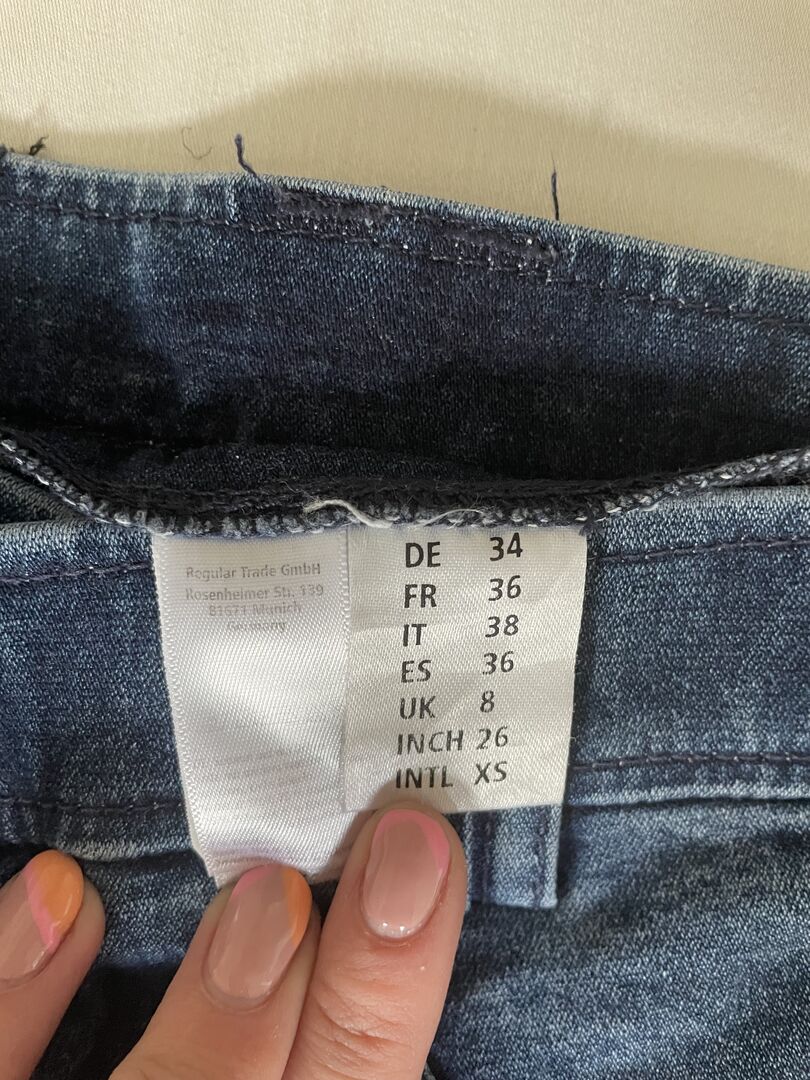 Regular Trade GmbH
Rosenheimer Str. 139
81671 Munich
Germany
DE 34
FR 36
IT 38
ES 36
UK 8
INCH 26
INTL XS